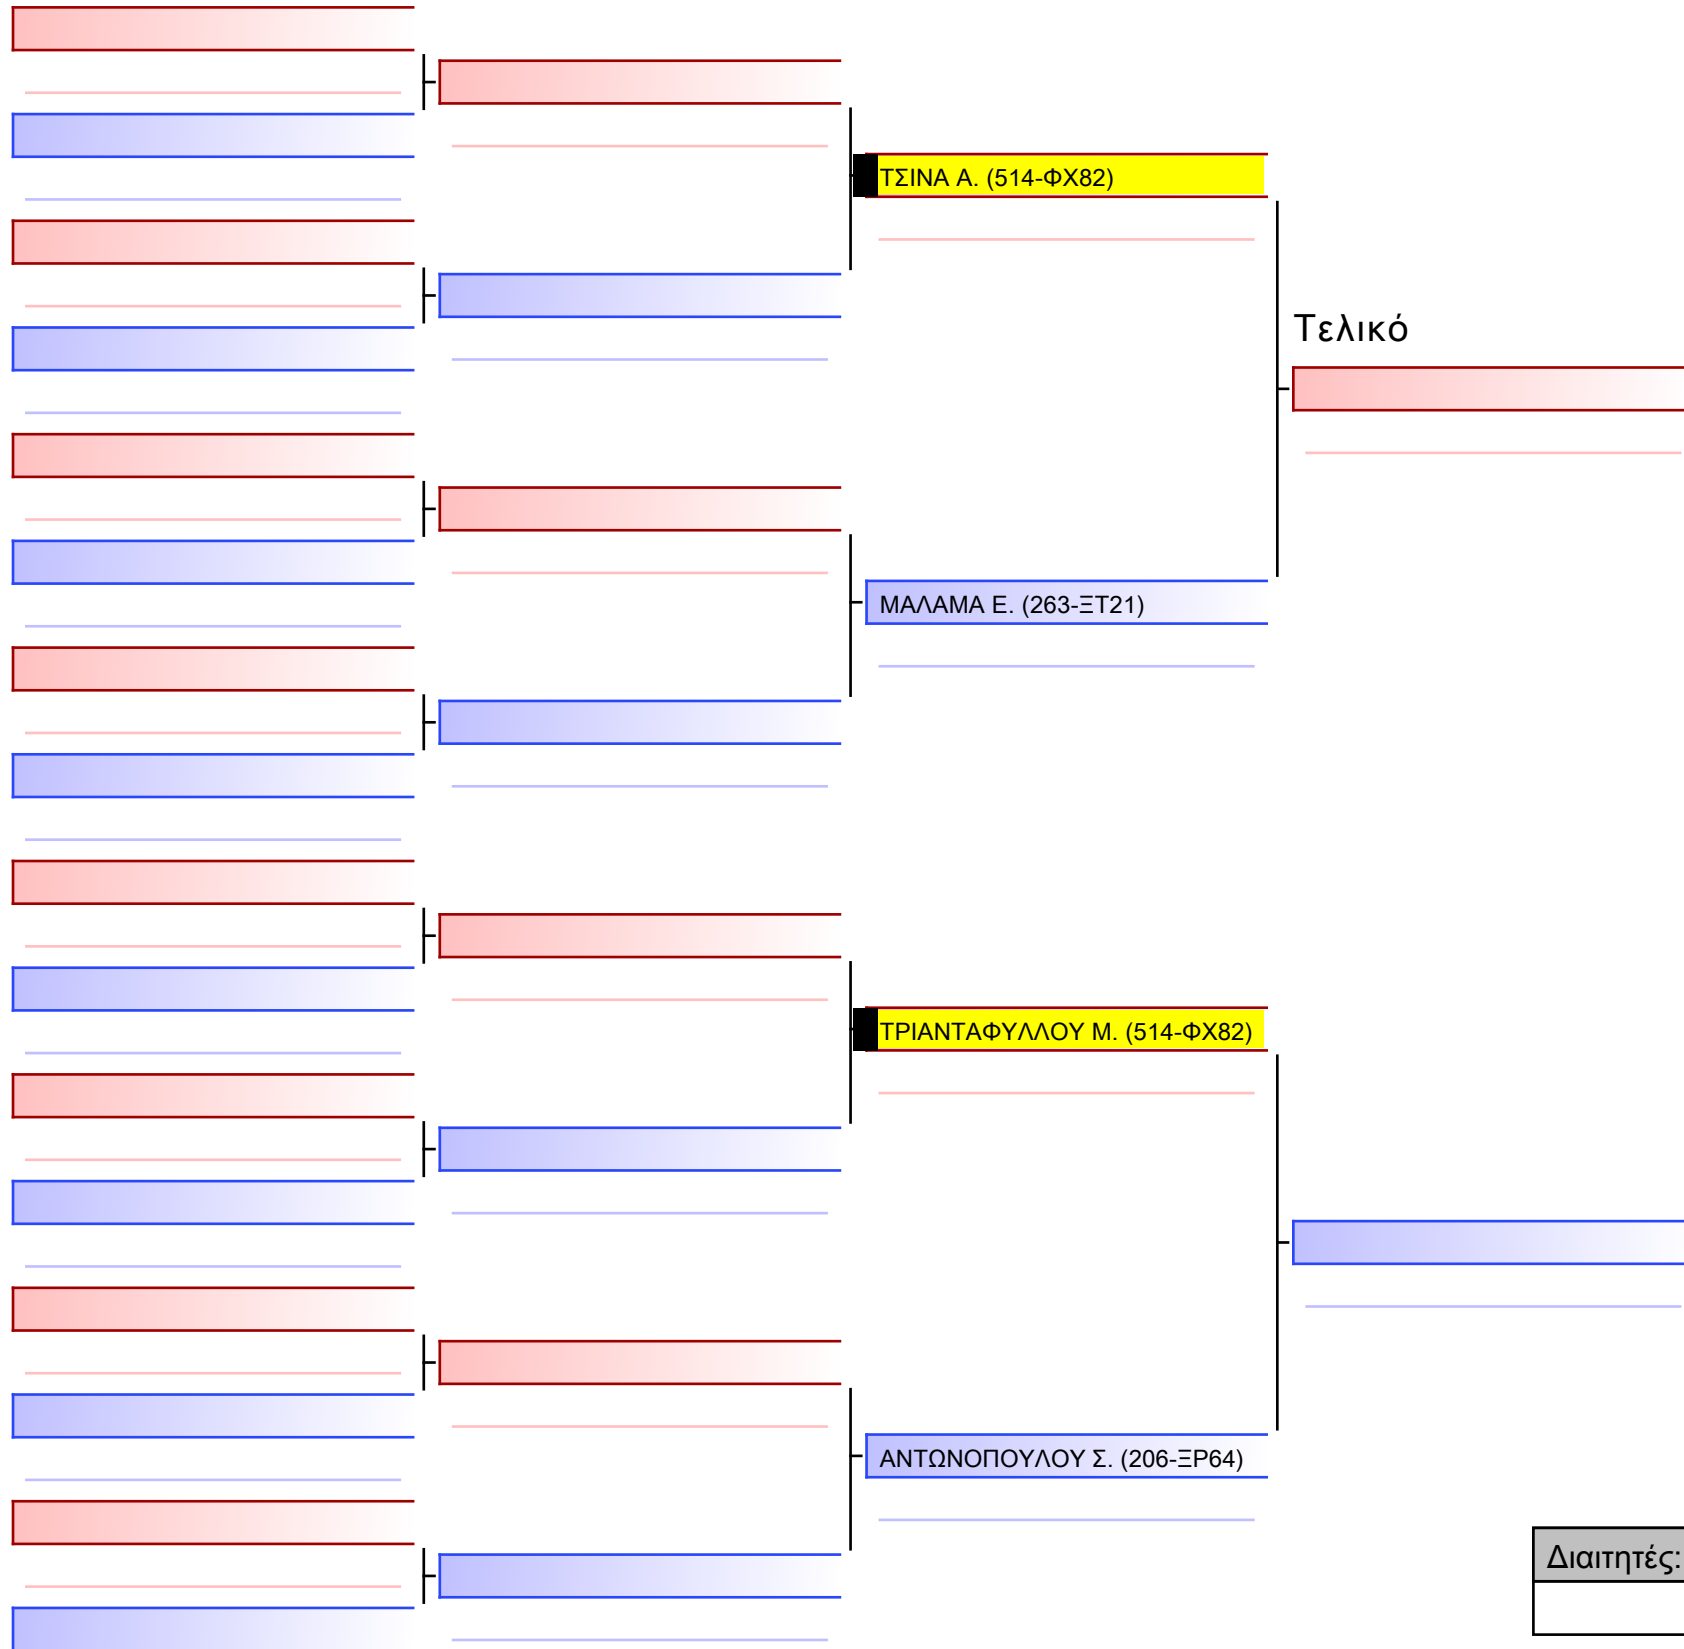 ΤΣΙΝΑ Α. (514-ΦΧ82)
Τελικό
ΜΑΛΑΜΑ Ε. (263-ΞΤ21)
ΤΡΙΑΝΤΑΦΥΛΛΟΥ Μ. (514-ΦΧ82)
ΑΝΤΩΝΟΠΟΥΛΟΥ Σ. (206-ΞΡ64)
Διαιτητές: